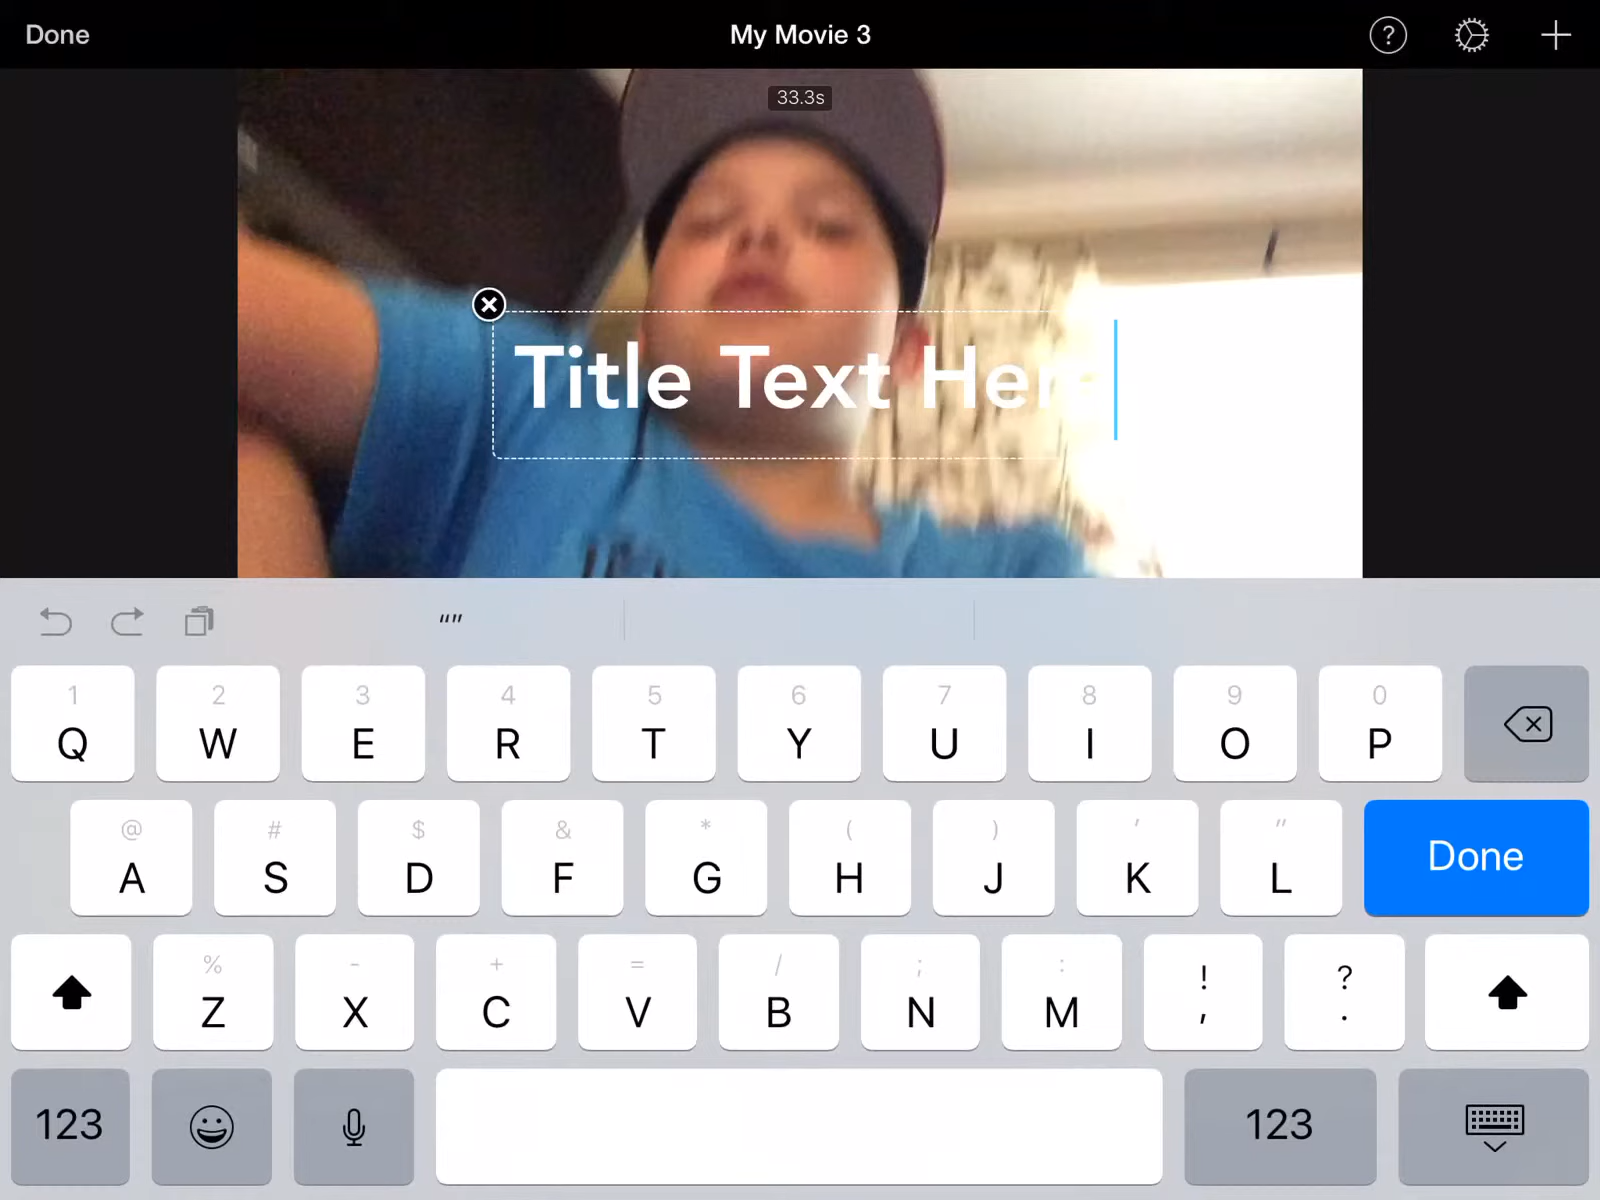 Done
My Movie 3
?
33.3s
Title Text Here
“”
1 2 3 4 5 6 7 8 9 0
Q W E R T Y U I O P
@ # $ & * ( ) ' "
A S D F G H J K L
Done
% - + = / ; : ! ?
Z X C V B N M , .
123
123